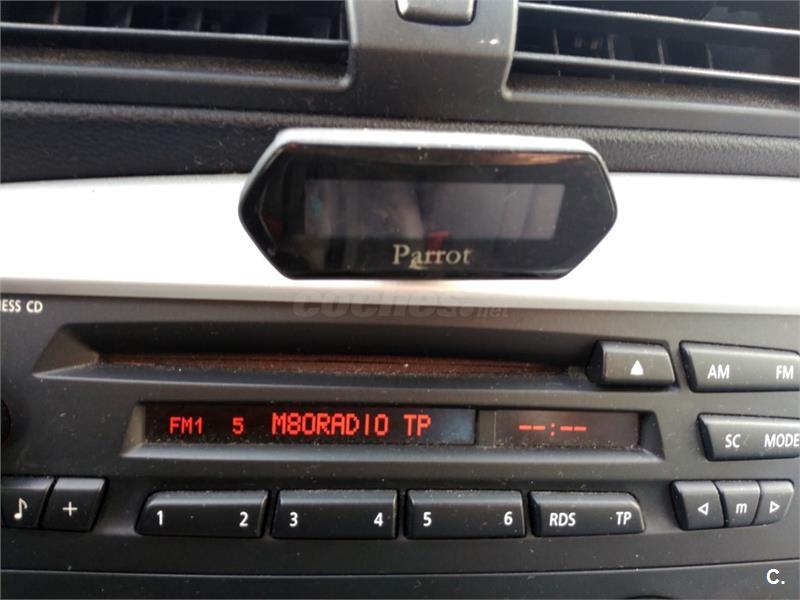 Parrot
coches.net
NESS CD
AM FM
FM1 5 M80RADIO TP --:--
SC MODE
1 2 3 4 5 6 RDS TP m
C.